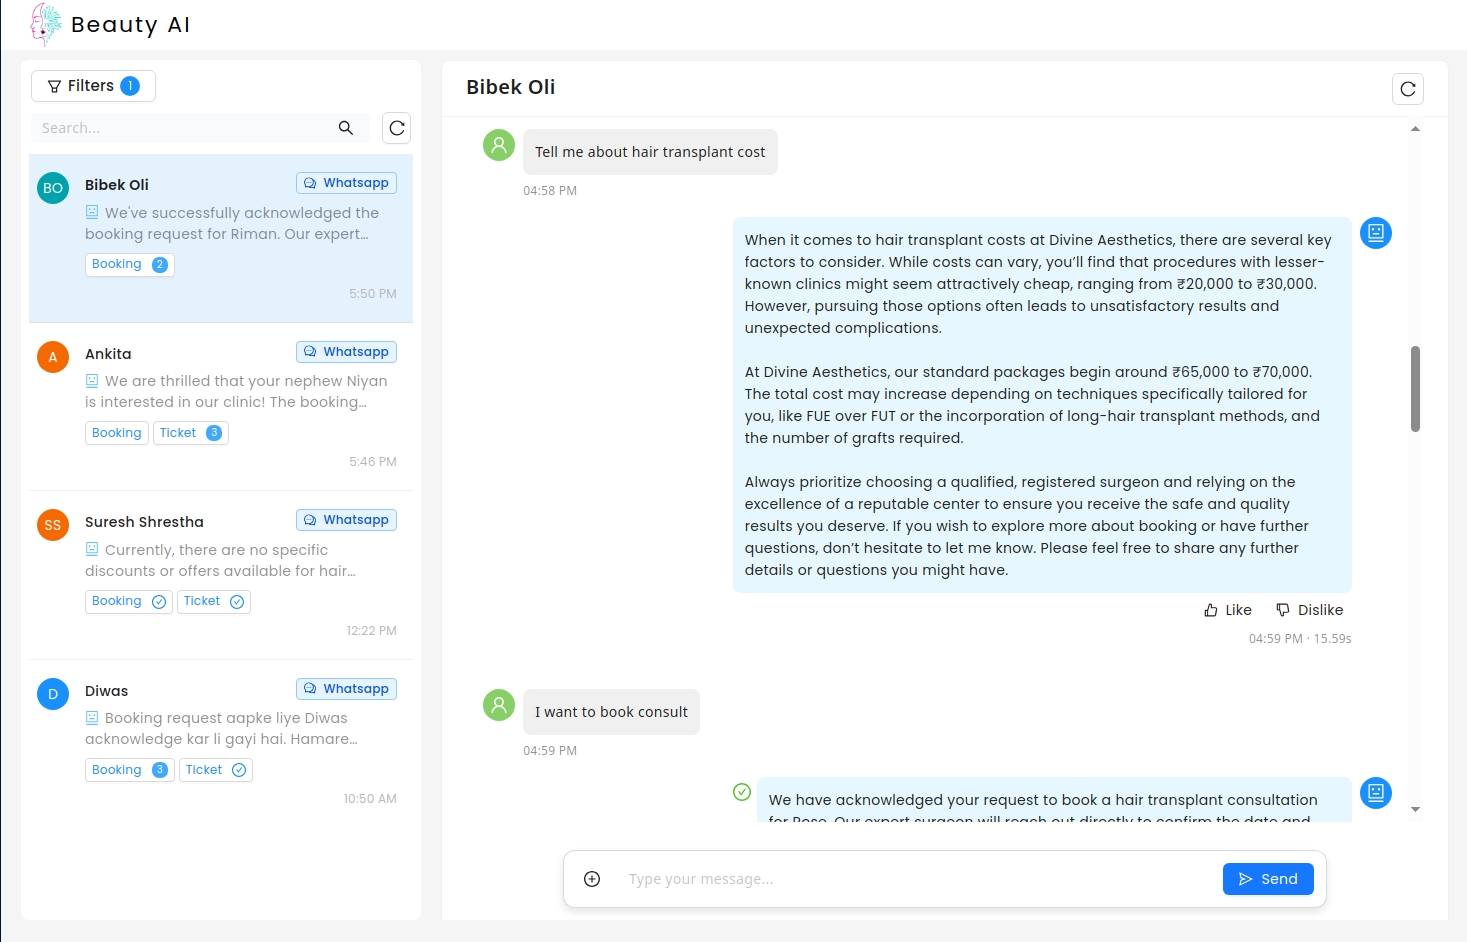 Beauty AI
Filters 1
Search...
BO
Bibek Oli
Whatsapp
We've successfully acknowledged the
booking request for Riman. Our expert...
Booking 2
5:50 PM
A
Ankita
Whatsapp
We are thrilled that your nephew Niyan
is interested in our clinic! The booking...
Booking
Ticket 3
5:46 PM
SS
Suresh Shrestha
Whatsapp
Currently, there are no specific
discounts or offers available for hair...
Booking
Ticket
12:22 PM
D
Diwas
Whatsapp
Booking request aapke liye Diwas
acknowledge kar li gayi hai. Hamare...
Booking 3
Ticket
10:50 AM
Bibek Oli
Tell me about hair transplant cost
04:58 PM
When it comes to hair transplant costs at Divine Aesthetics, there are several key
factors to consider. While costs can vary, you’ll find that procedures with lesser-
known clinics might seem attractively cheap, ranging from ₹20,000 to ₹30,000.
However, pursuing those options often leads to unsatisfactory results and
unexpected complications.
At Divine Aesthetics, our standard packages begin around ₹65,000 to ₹70,000.
The total cost may increase depending on techniques specifically tailored for
you, like FUE over FUT or the incorporation of long-hair transplant methods, and
the number of grafts required.
Always prioritize choosing a qualified, registered surgeon and relying on the
excellence of a reputable center to ensure you receive the safe and quality
results you deserve. If you wish to explore more about booking or have further
questions, don’t hesitate to let me know. Please feel free to share any further
details or questions you might have.
Like
Dislike
04:59 PM · 15.59s
I want to book consult
04:59 PM
We have acknowledged your request to book a hair transplant consultation
for Rose. Our expert surgeon will reach out directly to confirm the date and
Type your message...
Send